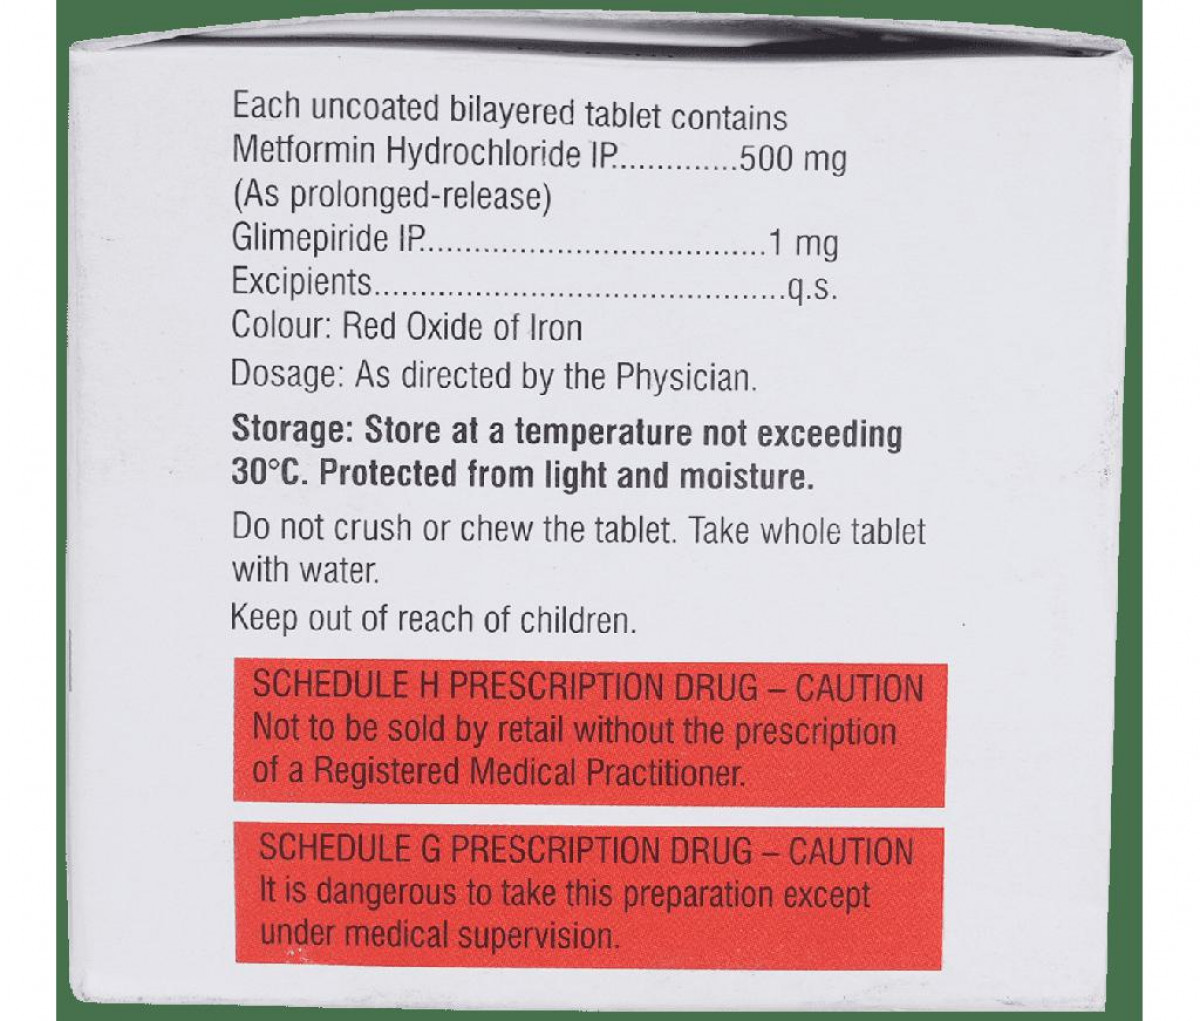 Each uncoated bilayered tablet contains
Metformin Hydrochloride IP.............500 mg
(As prolonged-release)
Glimepiride IP......................................1 mg
Excipients..............................................q.s.
Colour: Red Oxide of Iron
Dosage: As directed by the Physician.
Storage: Store at a temperature not exceeding
30°C. Protected from light and moisture.
Do not crush or chew the tablet. Take whole tablet
with water.
Keep out of reach of children.
SCHEDULE H PRESCRIPTION DRUG – CAUTION
Not to be sold by retail without the prescription
of a Registered Medical Practitioner.
SCHEDULE G PRESCRIPTION DRUG – CAUTION
It is dangerous to take this preparation except
under medical supervision.